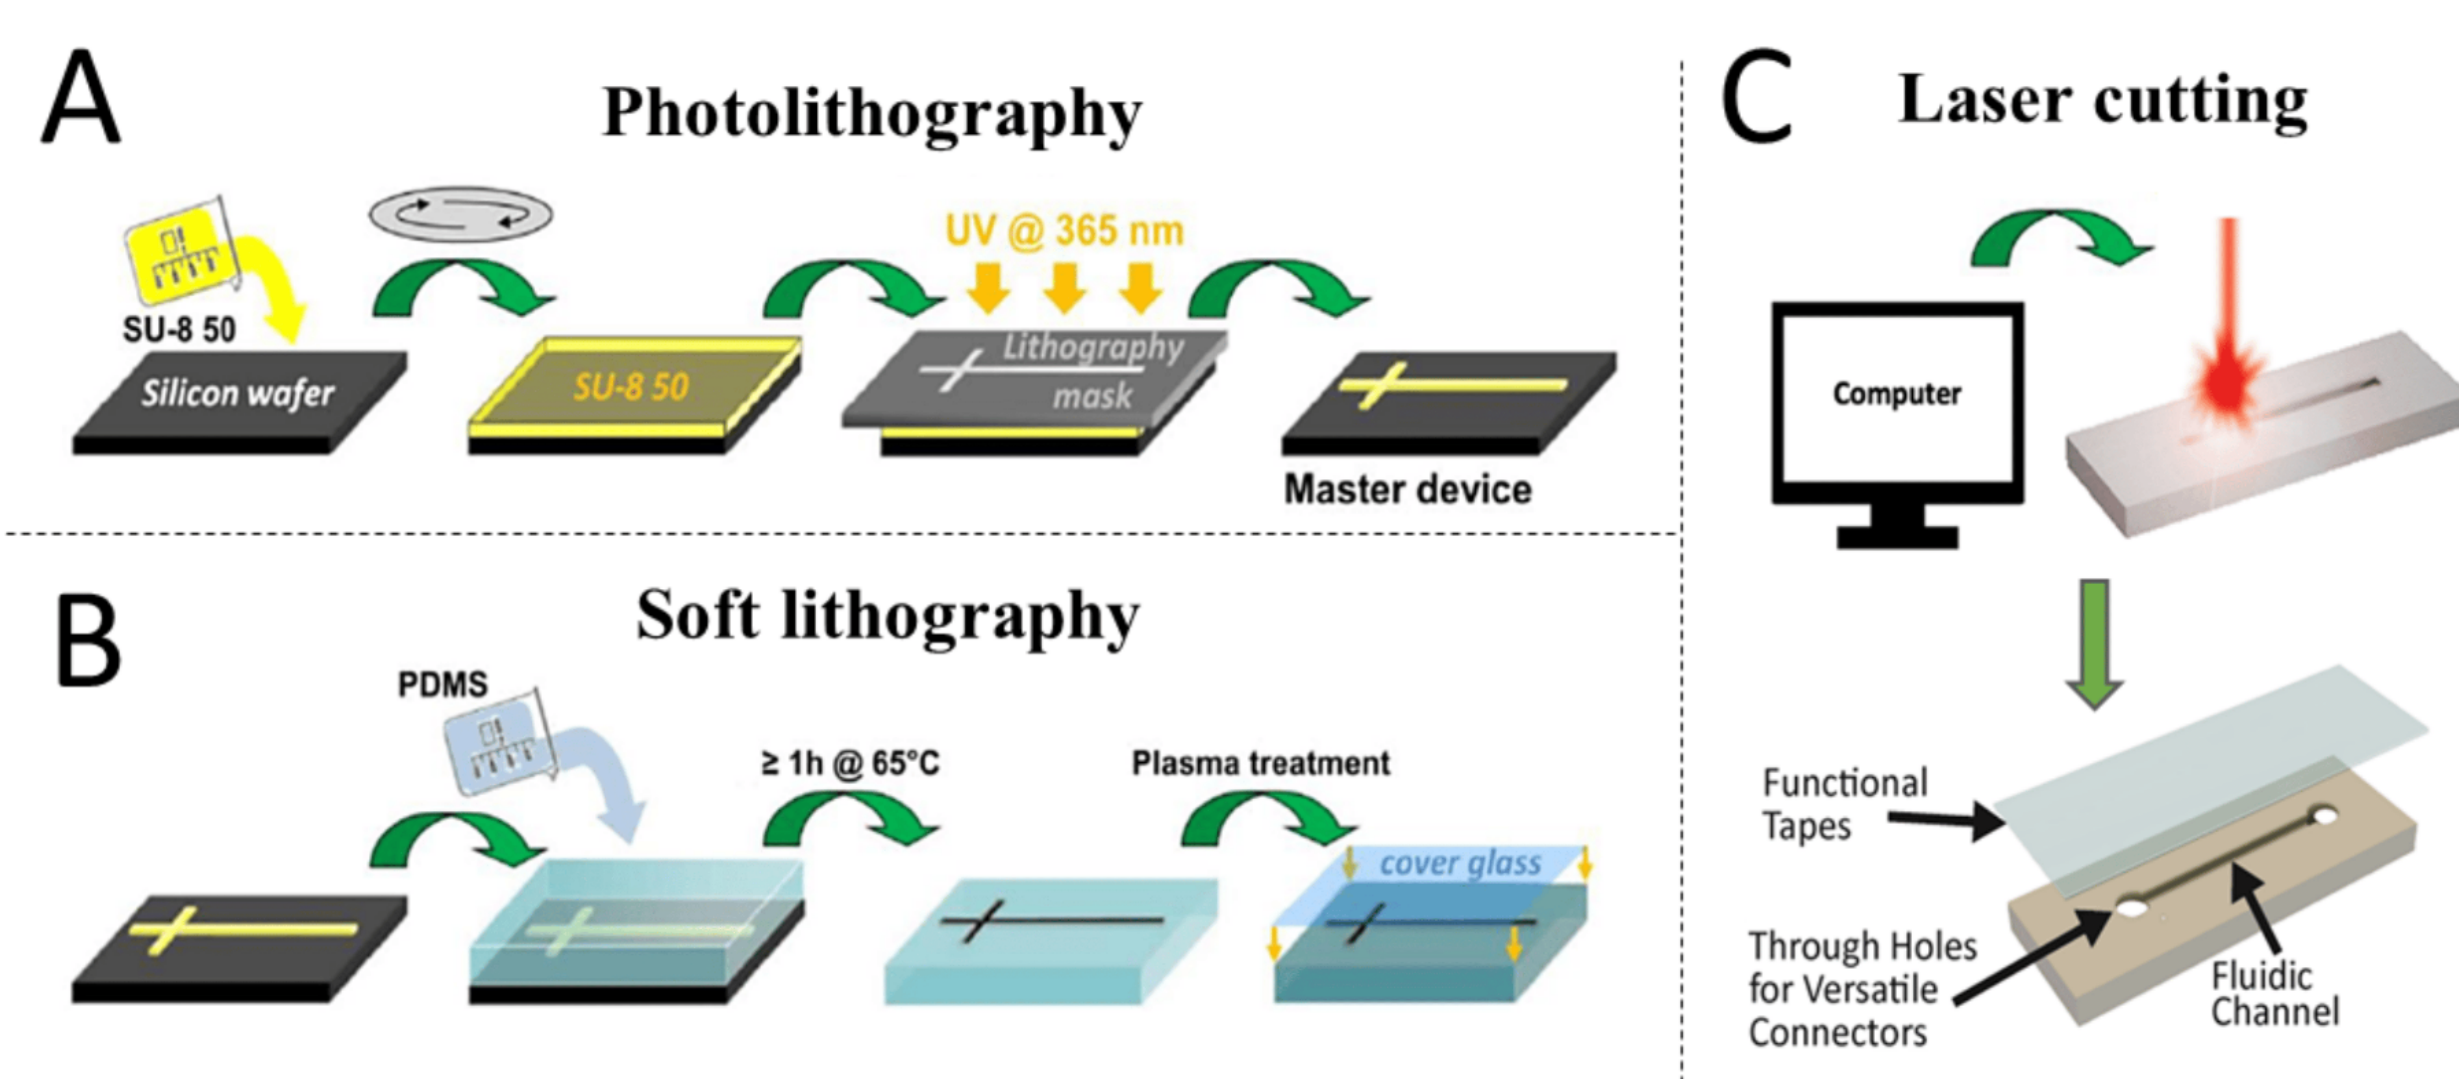 A
Photolithography
SU-8 50
Silicon wafer
SU-8 50
UV @ 365 nm
Lithography
mask
Master device
B
Soft lithography
PDMS
≥ 1h @ 65°C
Plasma treatment
cover glass
C
Laser cutting
Computer
Functional
Tapes
Through Holes
for Versatile
Connectors
Fluidic
Channel